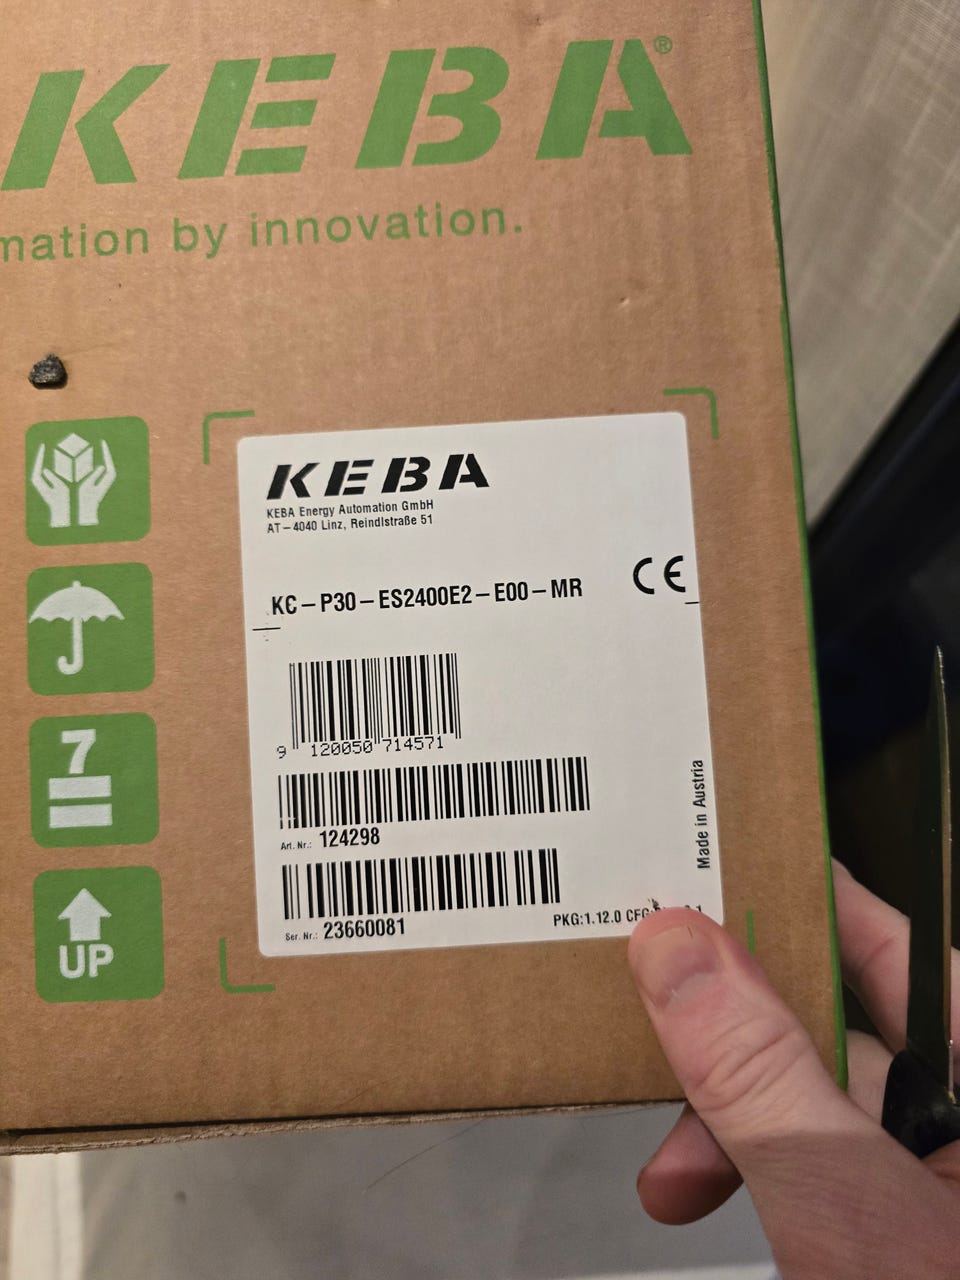 KEBA®
mation by innovation.
KEBA
KEBA Energy Automation GmbH
AT-4040 Linz, Reindlstraße 51
CE
KC-P30-ES2400E2-E00-MR
9 120050 714571
Art. Nr.: 124298
Made in Austria
Ser. Nr.: 23660081
PKG:1.12.0 CFG:
7
UP